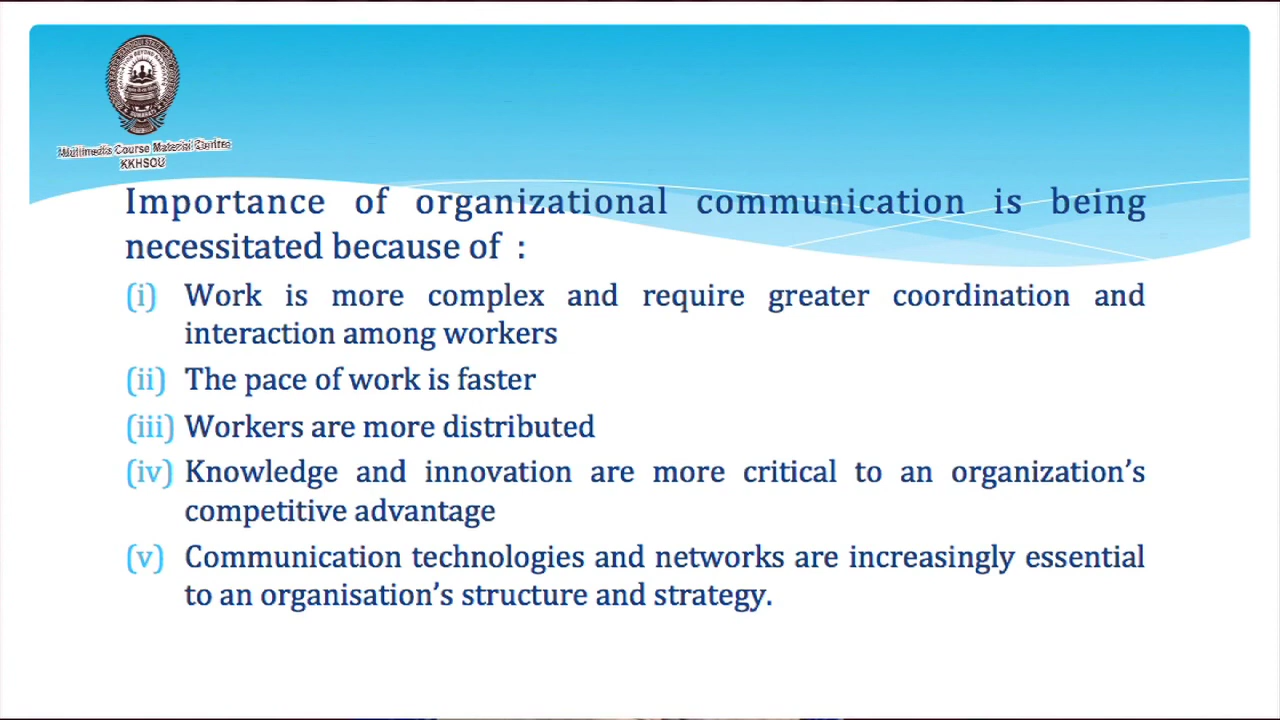 Multimedia Course Material Centre
KKHSOU
Importance of organizational communication is being
necessitated because of :
(i) Work is more complex and require greater coordination and
interaction among workers
(ii) The pace of work is faster
(iii) Workers are more distributed
(iv) Knowledge and innovation are more critical to an organization’s
competitive advantage
(v) Communication technologies and networks are increasingly essential
to an organisation’s structure and strategy.